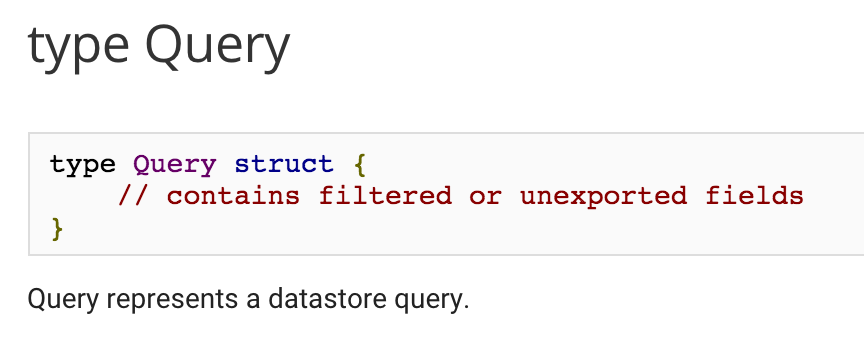 type Query
type Query struct {
// contains filtered or unexported fields
}
Query represents a datastore query.